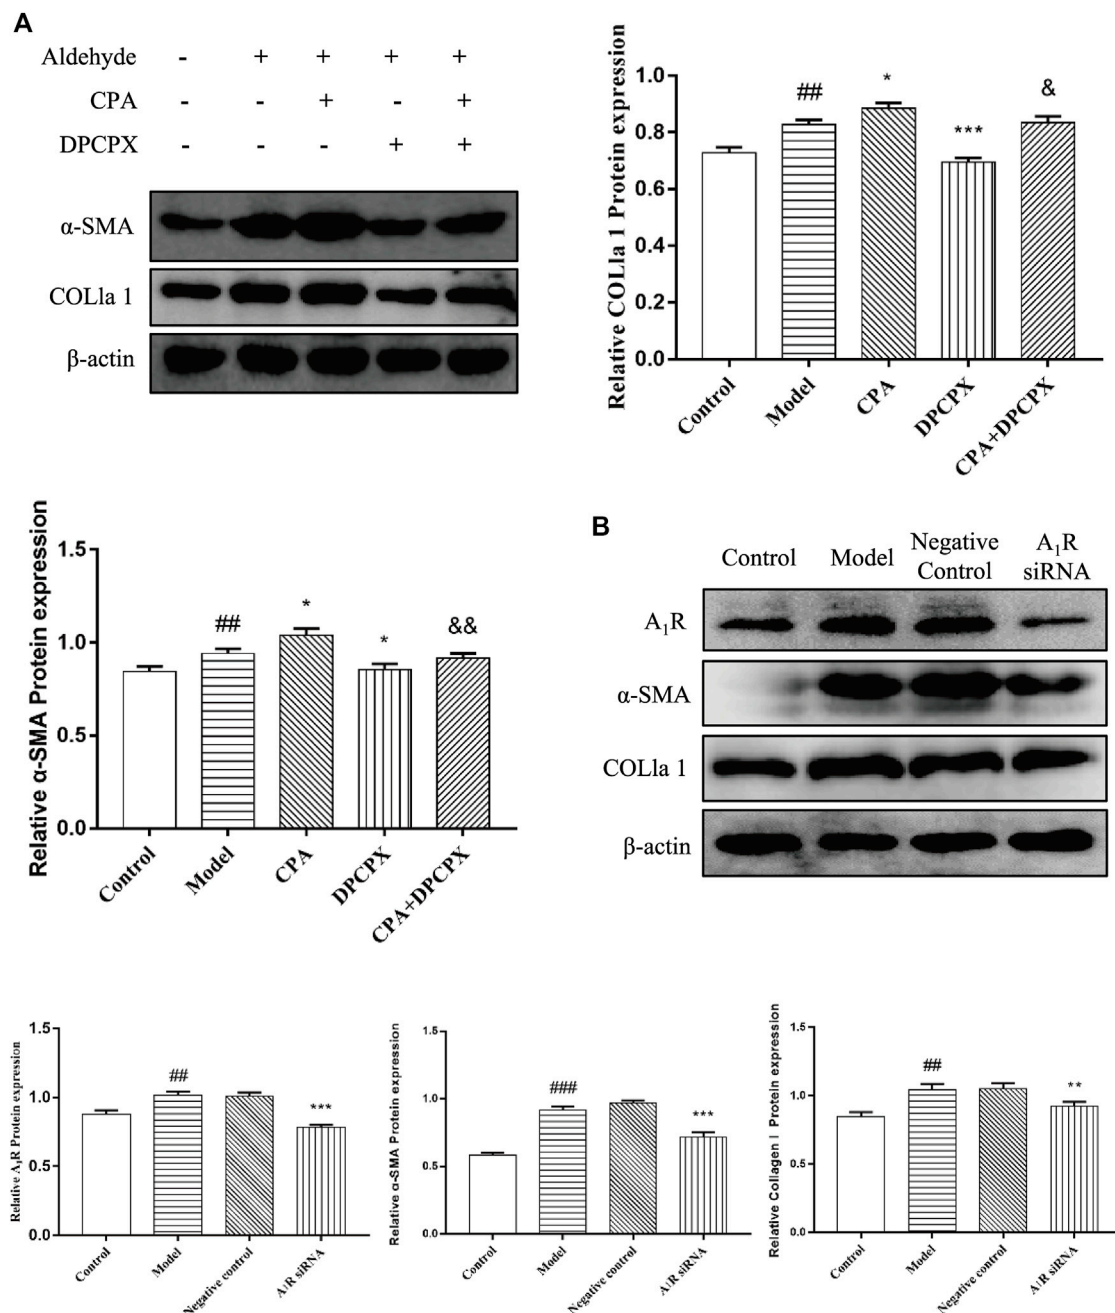 A
Aldehyde - + + + +
CPA - - + - +
DPCPX - - - + +
α-SMA
COLla 1
β-actin
Relative COLla 1 Protein expression
1.0
0.8
0.6
0.4
0.2
0.0
## * *** &
Control Model CPA DPCPX CPA+DPCPX
Relative α-SMA Protein expression
1.5
1.0
0.5
0.0
## * * &&
Control Model CPA DPCPX CPA+DPCPX
B
Control Model Negative Control A₁R siRNA
A₁R
α-SMA
COLla 1
β-actin
Relative A₁R Protein expression
1.5
1.0
0.5
0.0
## ***
Control Model Negative control A₁R siRNA
Relative α-SMA Protein expression
1.5
1.0
0.5
0.0
### ***
Control Model Negative control A₁R siRNA
Relative Collagen I Protein expression
1.5
1.0
0.5
0.0
## **
Control Model Negative control A₁R siRNA